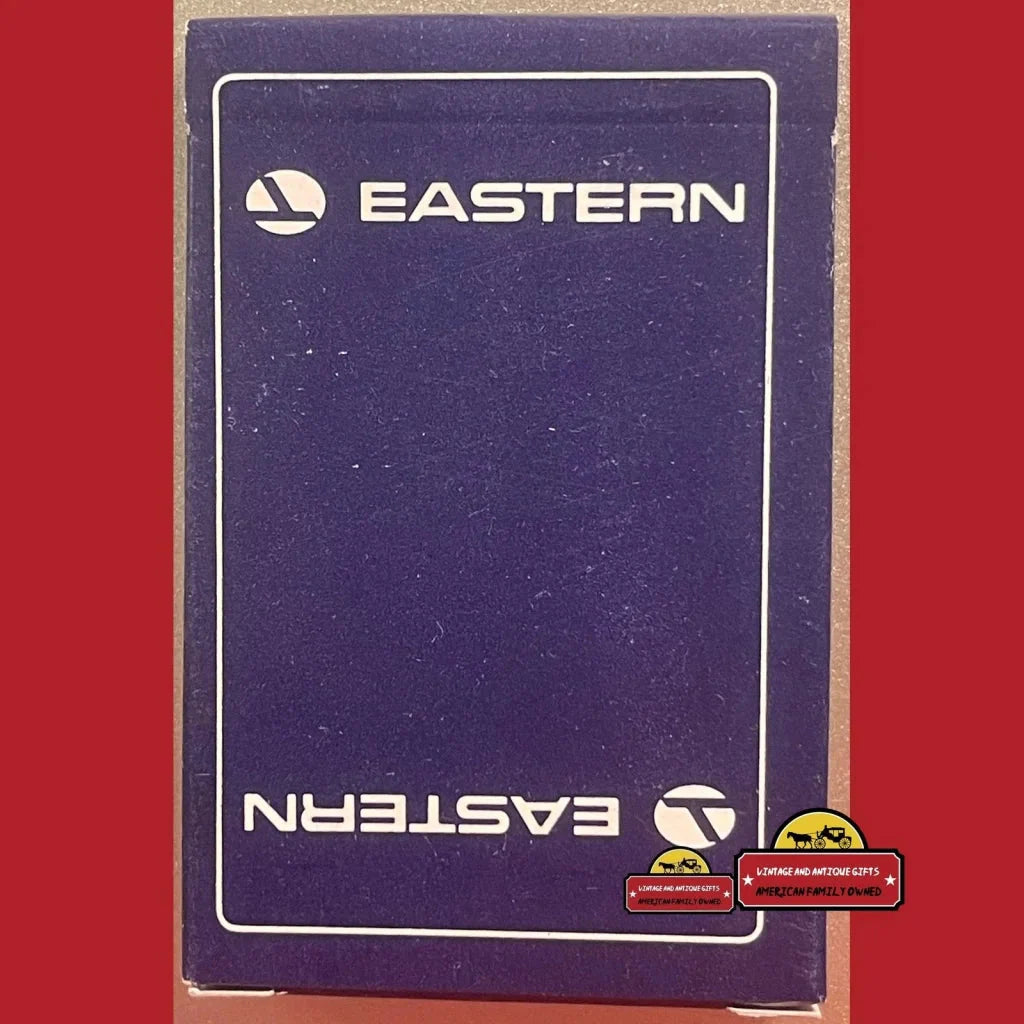 EASTERN
EASTERN
VINTAGE AND ANTIQUE GIFTS
AMERICAN FAMILY OWNED
VINTAGE AND ANTIQUE GIFTS
AMERICAN FAMILY OWNED